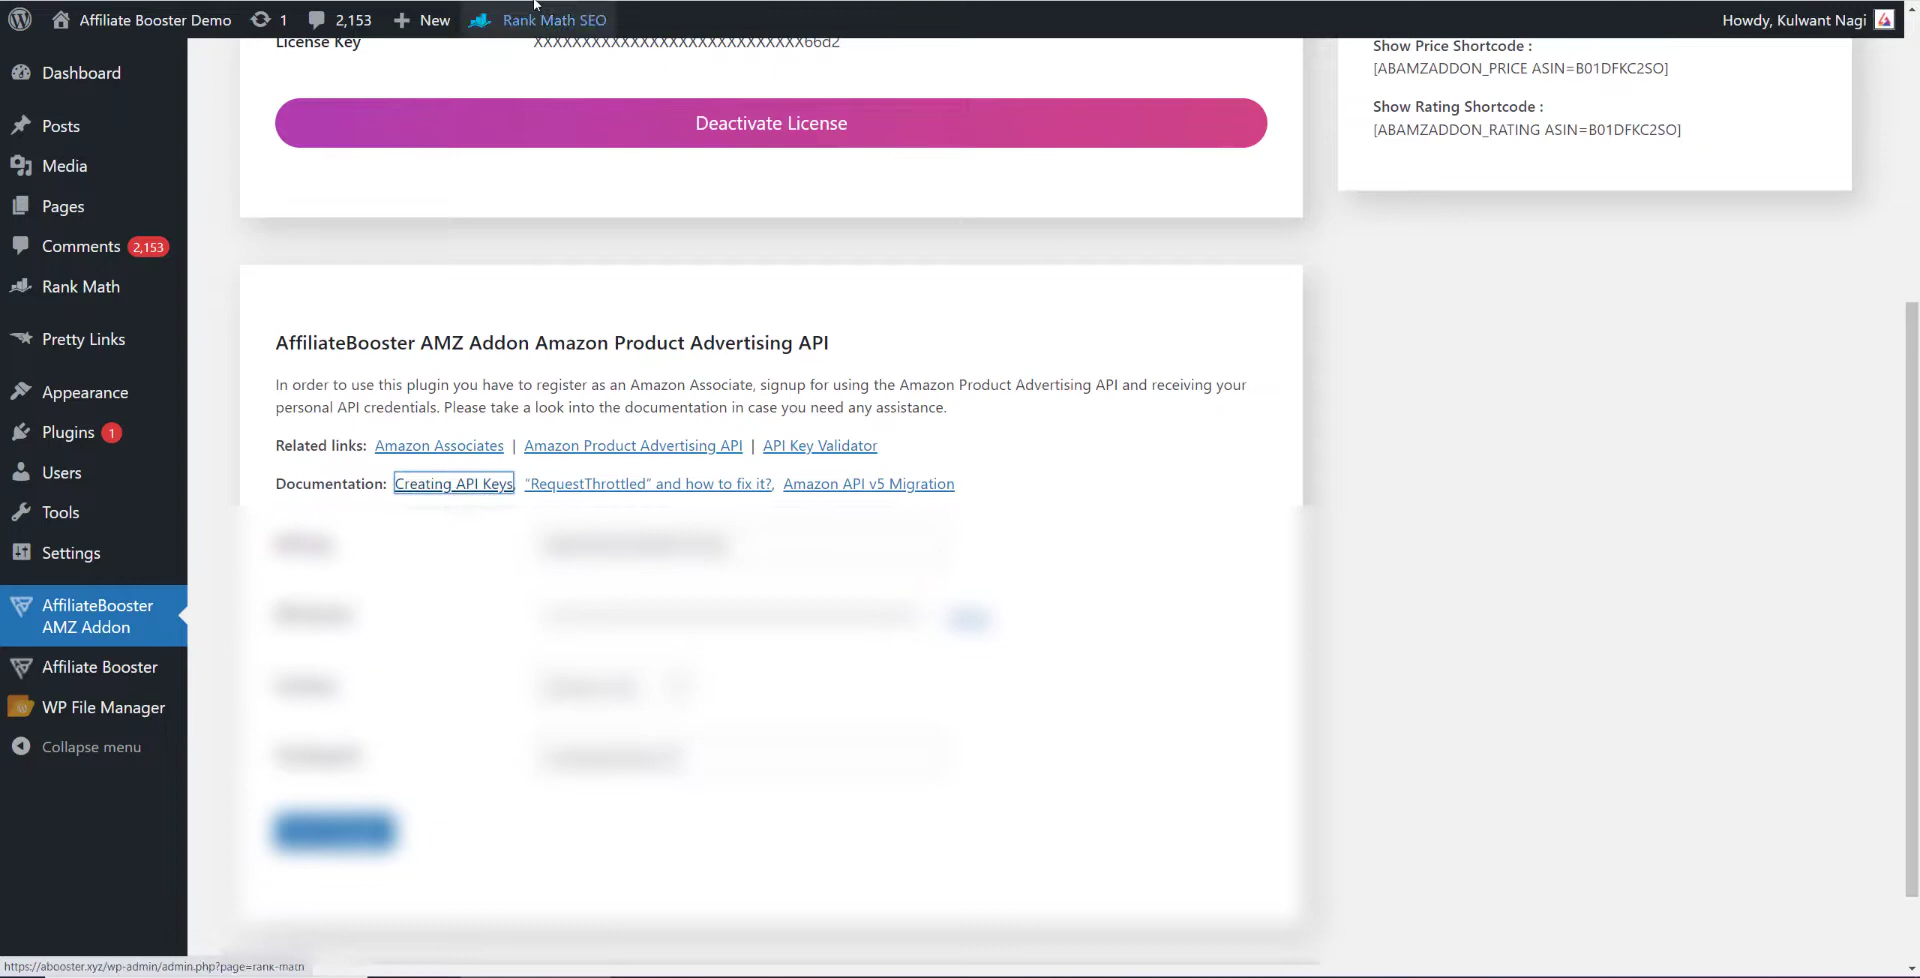 Affiliate Booster Demo 1 2,153 New Rank Math SEO Howdy, Kulwant Nagi
Dashboard
Posts
Media
Pages
Comments 2,153
Rank Math
Pretty Links
Appearance
Plugins 1
Users
Tools
Settings
AffiliateBooster
AMZ Addon
Affiliate Booster
WP File Manager
Collapse menu
License Key XXXXXXXXXXXXXXXXXXXXXXXXXXXX66d2
Deactivate License
Show Price Shortcode :
[ABAMZADDON_PRICE ASIN=B01DFKC2SO]
Show Rating Shortcode :
[ABAMZADDON_RATING ASIN=B01DFKC2SO]
AffiliateBooster AMZ Addon Amazon Product Advertising API
In order to use this plugin you have to register as an Amazon Associate, signup for using the Amazon Product Advertising API and receiving your
personal API credentials. Please take a look into the documentation in case you need any assistance.
Related links: Amazon Associates | Amazon Product Advertising API | API Key Validator
Documentation: Creating API Keys, "RequestThrottled" and how to fix it?, Amazon API v5 Migration
https://abooster.xyz/wp-admin/admin.php?page=rank-math